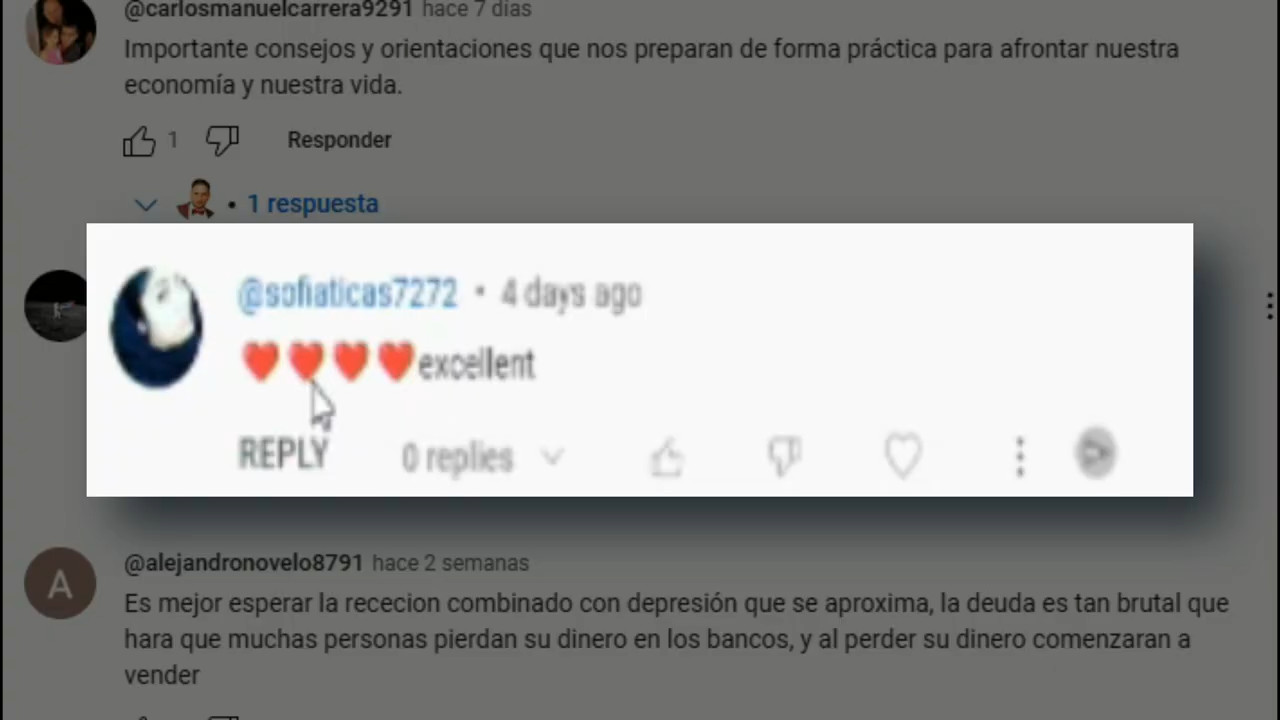 @carlosmanuelcarrera9291 hace 7 días
Importante consejos y orientaciones que nos preparan de forma práctica para afrontar nuestra
economía y nuestra vida.
1 Responder
• 1 respuesta
@sofiaticas7272 • 4 days ago
❤️❤️❤️❤️excellent
REPLY 0 replies
A
@alejandronovelo8791 hace 2 semanas
Es mejor esperar la rececion combinado con depresión que se aproxima, la deuda es tan brutal que
hara que muchas personas pierdan su dinero en los bancos, y al perder su dinero comenzaran a
vender